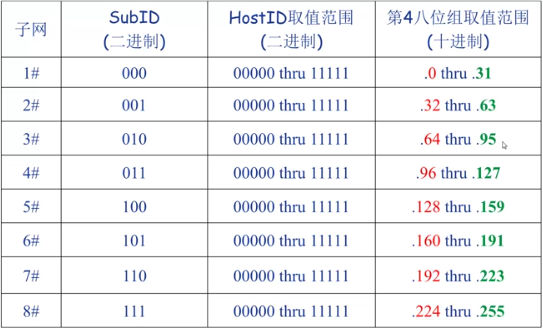 子网 SubID HostID取值范围 第4八位组取值范围
(二进制) (二进制) (十进制)
1# 000 00000 thru 11111 .0 thru .31
2# 001 00000 thru 11111 .32 thru .63
3# 010 00000 thru 11111 .64 thru .95
4# 011 00000 thru 11111 .96 thru .127
5# 100 00000 thru 11111 .128 thru .159
6# 101 00000 thru 11111 .160 thru .191
7# 110 00000 thru 11111 .192 thru .223
8# 111 00000 thru 11111 .224 thru .255